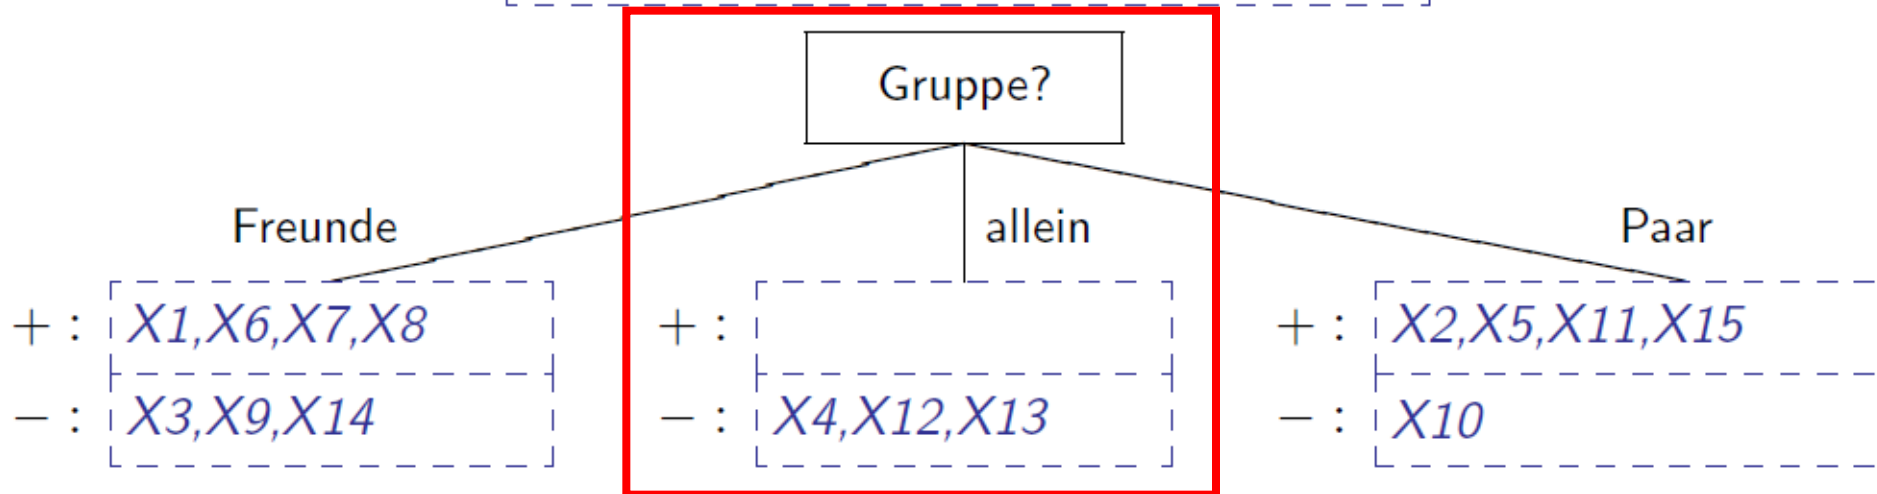 Gruppe?
Freunde allein Paar
+ : X1,X6,X7,X8 + : + : X2,X5,X11,X15
− : X3,X9,X14 − : X4,X12,X13 − : X10